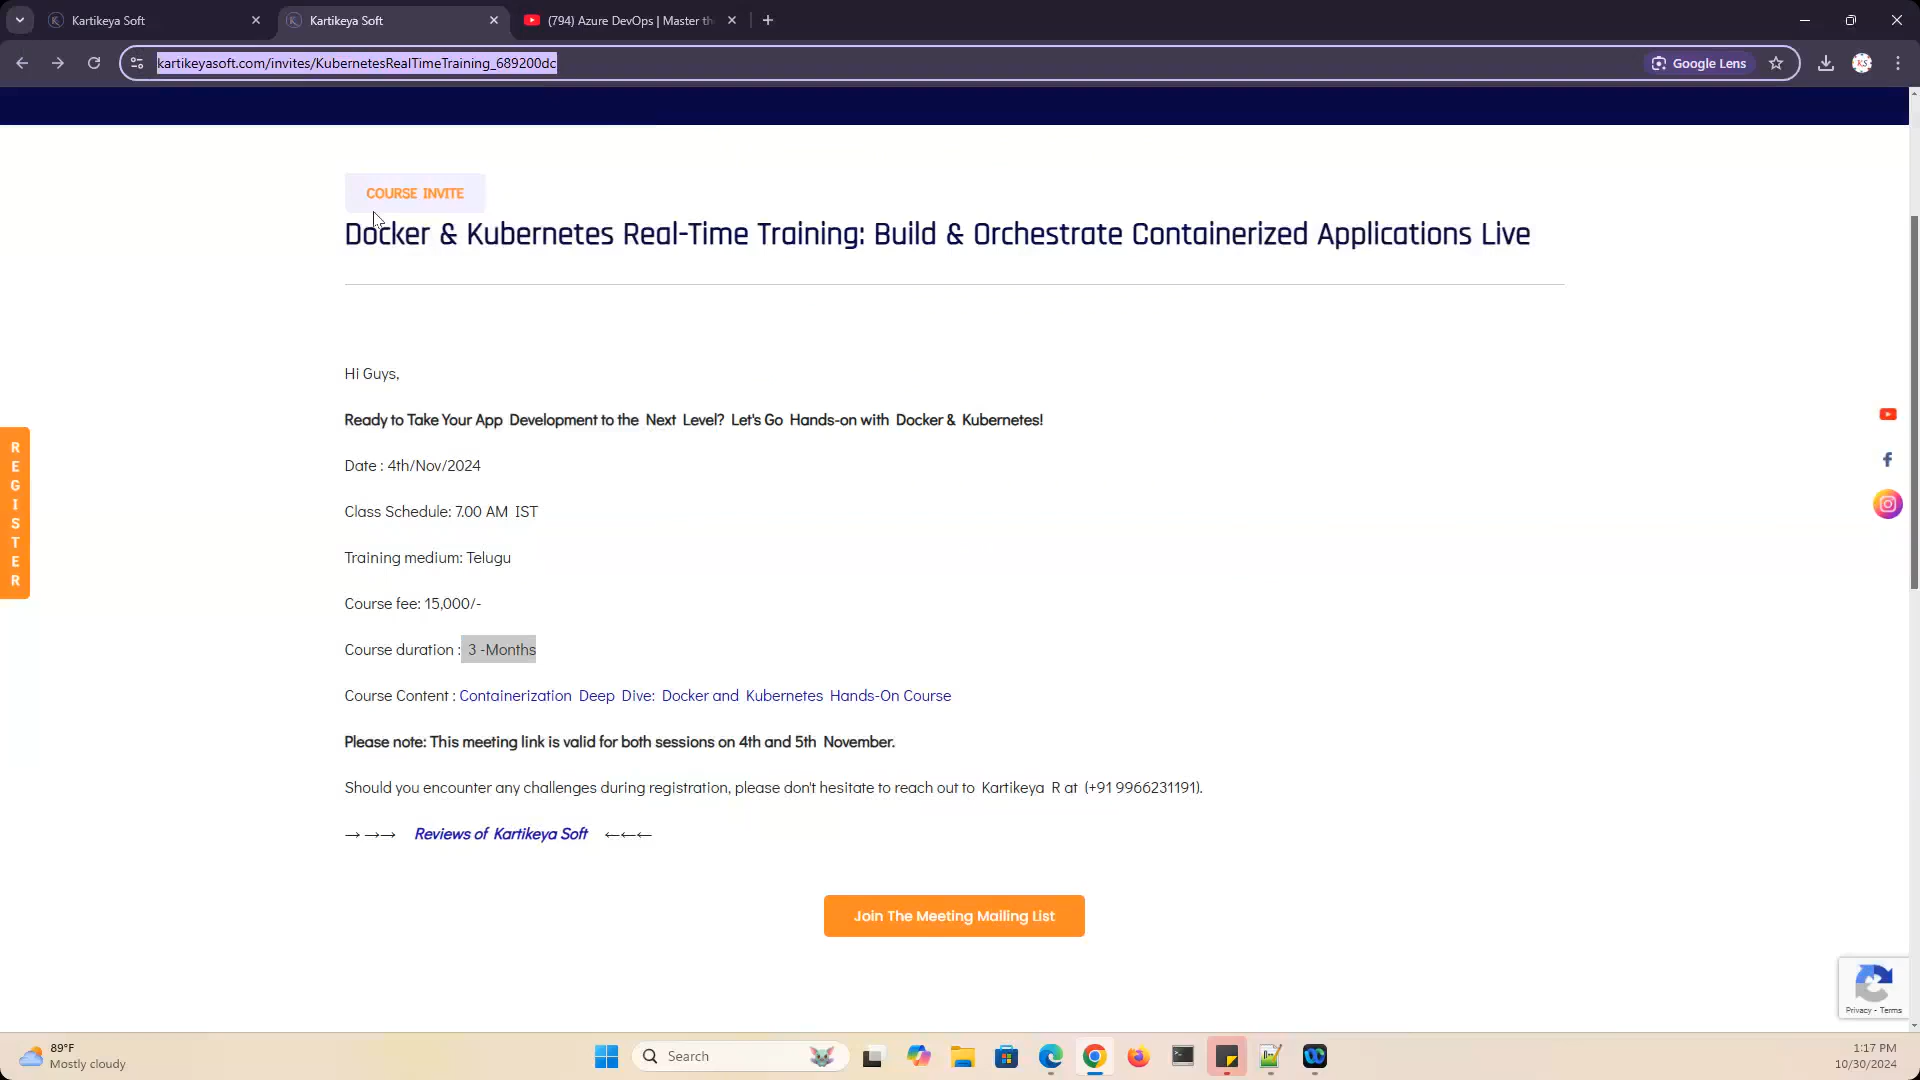 Kartikeya Soft
Kartikeya Soft
(794) Azure DevOps | Master th
kartikeyasoft.com/invites/KubernetesRealTimeTraining_689200dc
Google Lens
COURSE INVITE
Docker & Kubernetes Real-Time Training: Build & Orchestrate Containerized Applications Live
Hi Guys,
Ready to Take Your App Development to the Next Level? Let's Go Hands-on with Docker & Kubernetes!
Date : 4th/Nov/2024
Class Schedule: 7.00 AM IST
Training medium: Telugu
Course fee: 15,000/-
Course duration : 3 -Months
Course Content : Containerization Deep Dive: Docker and Kubernetes Hands-On Course
Please note: This meeting link is valid for both sessions on 4th and 5th November.
Should you encounter any challenges during registration, please don't hesitate to reach out to Kartikeya R at (+91 9966231191).
→ →→ Reviews of Kartikeya Soft ←←←
Join The Meeting Mailing List
REGISTER
Privacy - Terms
89°F
Mostly cloudy
Search
1:17 PM
10/30/2024